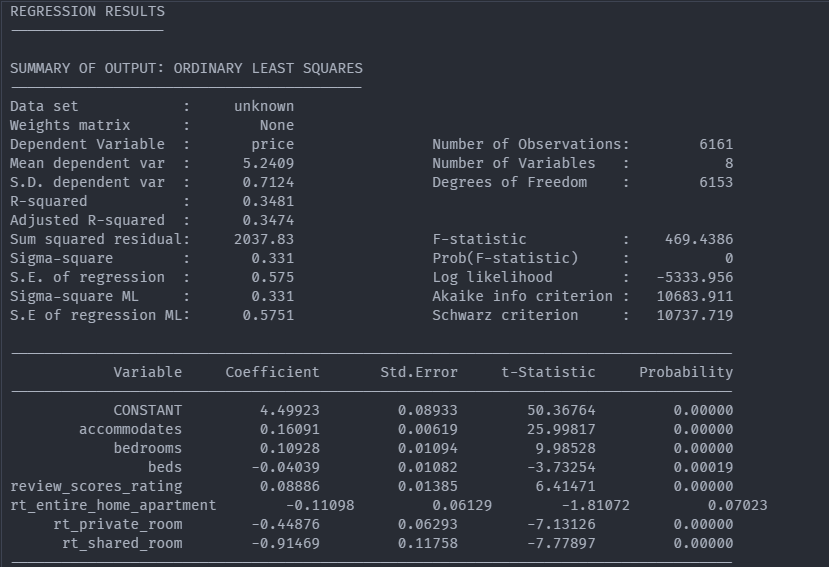 REGRESSION RESULTS
SUMMARY OF OUTPUT: ORDINARY LEAST SQUARES
Data set            :     unknown
Weights matrix      :        None
Dependent Variable  :       price                Number of Observations:        6161
Mean dependent var  :      5.2409                Number of Variables   :           8
S.D. dependent var  :      0.7124                Degrees of Freedom    :        6153
R-squared           :      0.3481
Adjusted R-squared  :      0.3474
Sum squared residual:     2037.83                F-statistic           :    469.4386
Sigma-square        :       0.331                Prob(F-statistic)     :           0
S.E. of regression  :       0.575                Log likelihood        :   -5333.956
Sigma-square ML     :       0.331                Akaike info criterion :   10683.911
S.E of regression ML:      0.5751                Schwarz criterion     :   10737.719
            Variable     Coefficient       Std.Error     t-Statistic     Probability
            CONSTANT         4.49923         0.08933        50.36764         0.00000
        accommodates         0.16091         0.00619        25.99817         0.00000
            bedrooms         0.10928         0.01094         9.98528         0.00000
                beds        -0.04039         0.01082        -3.73254         0.00019
review_scores_rating         0.08886         0.01385         6.41471         0.00000
rt_entire_home_apartment        -0.11098         0.06129        -1.81072         0.07023
     rt_private_room        -0.44876         0.06293        -7.13126         0.00000
      rt_shared_room        -0.91469         0.11758        -7.77897         0.00000